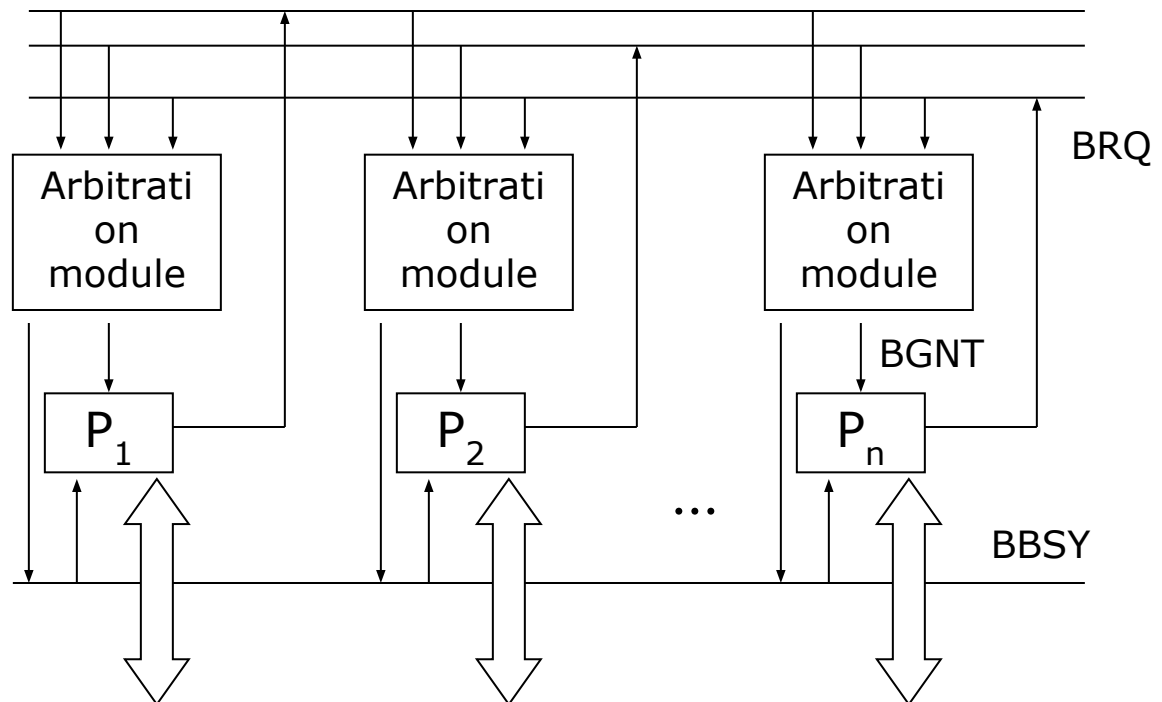 BRQ
Arbitrati
on
module
Arbitrati
on
module
Arbitrati
on
module
BGNT
P1
P2
Pn
...
BBSY